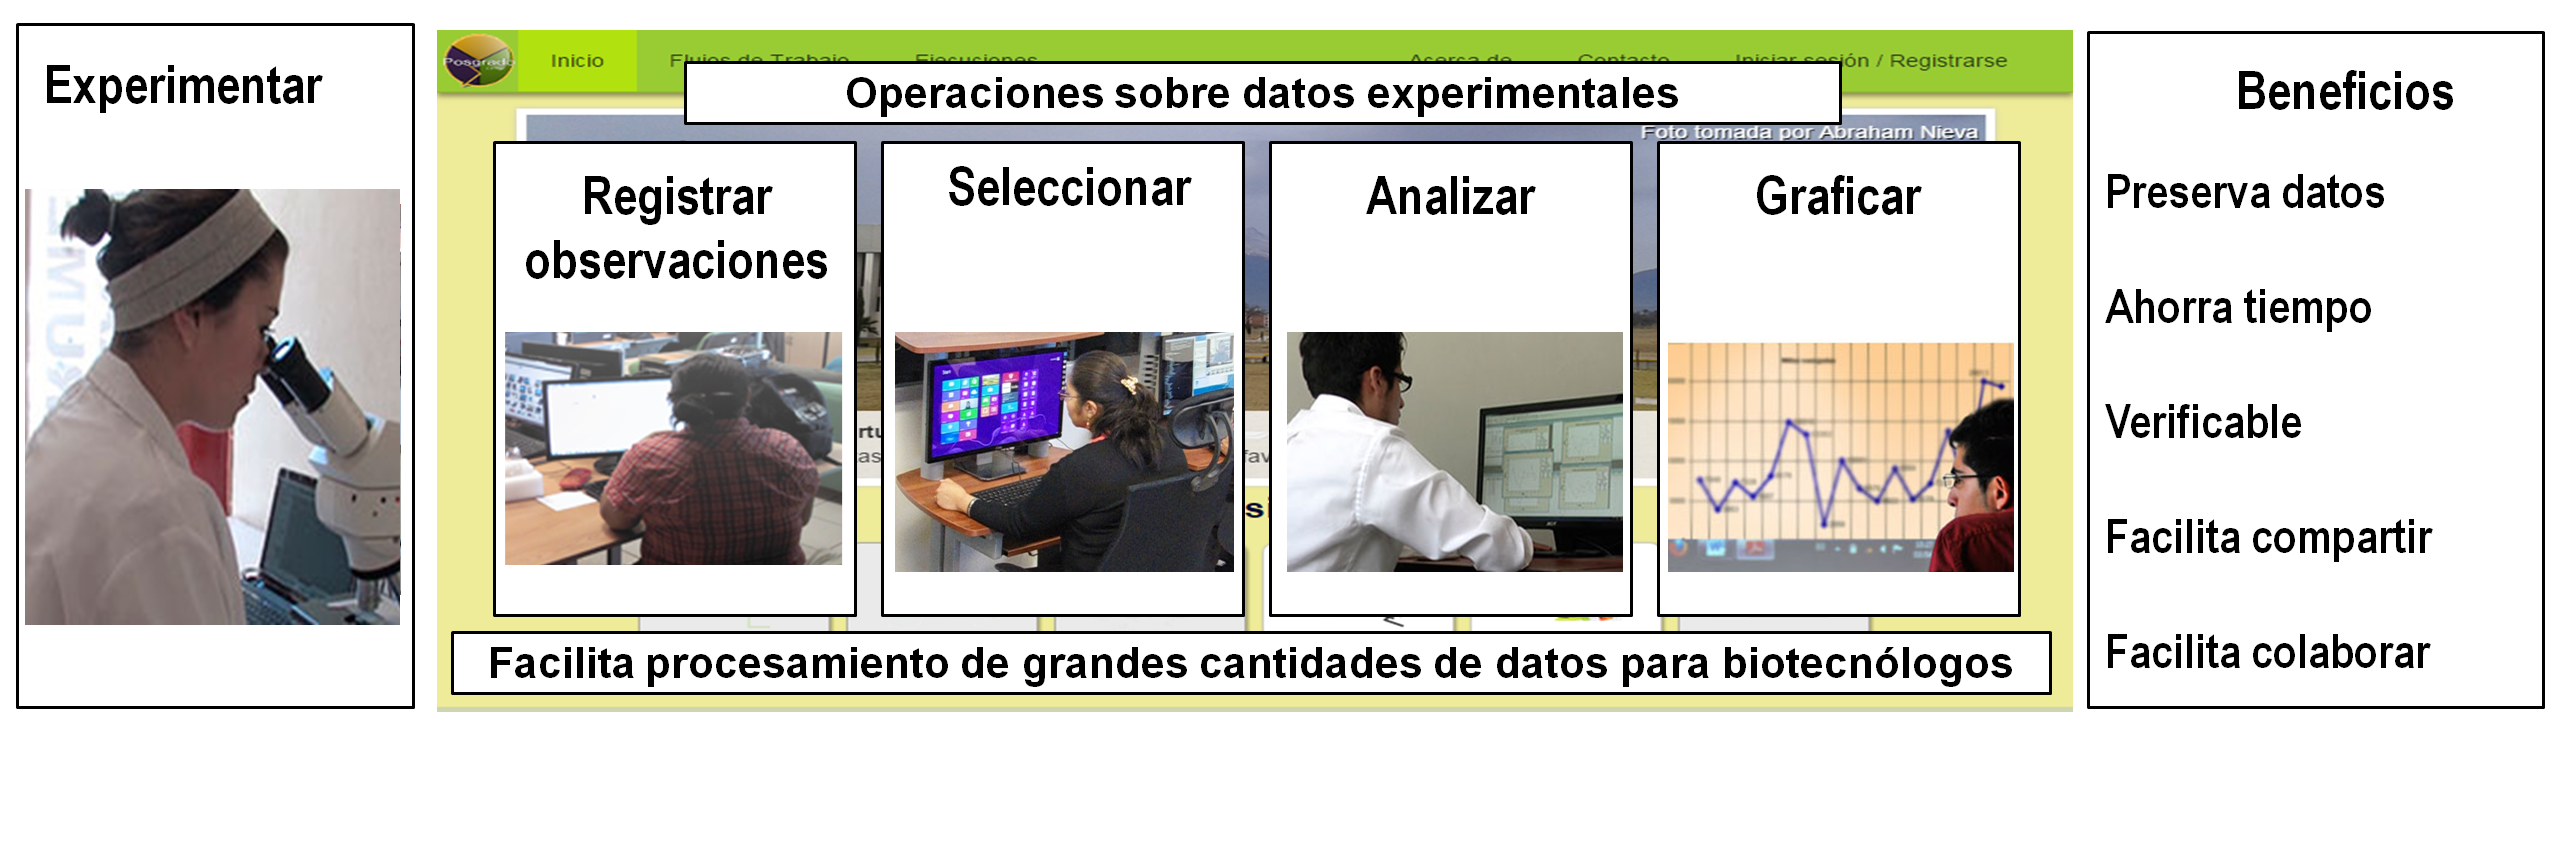 Experimentar
Posgrado
Inicio
Flujos de Trabajo
Ejecuciones
Acerca de
Contacto
Iniciar sesión / Registrarse
Operaciones sobre datos experimentales
Foto tomada por Abraham Nieva
Registrar
observaciones
Seleccionar
Analizar
Graficar
Facilita procesamiento de grandes cantidades de datos para biotecnólogos
Beneficios
Preserva datos
Ahorra tiempo
Verificable
Facilita compartir
Facilita colaborar